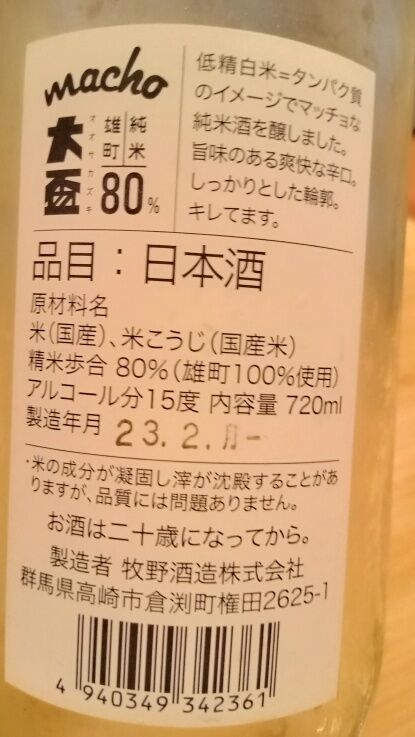 macho
大盃
オオサカズキ
雄町
純米
80%
低精白米=タンパク質
のイメージでマッチョな
純米酒を醸しました。
旨味のある爽快な辛口。
しっかりとした輪郭。
キレてます。
品目：日本酒
原材料名
米(国産)、米こうじ(国産米)
精米歩合 80%(雄町100%使用)
アルコール分15度 内容量 720ml
製造年月 23.2.
・米の成分が凝固し滓が沈殿することがあ
りますが、品質には問題ありません。
お酒は二十歳になってから。
製造者 牧野酒造株式会社
群馬県高崎市倉渕町権田2625-1
4 940349 342361